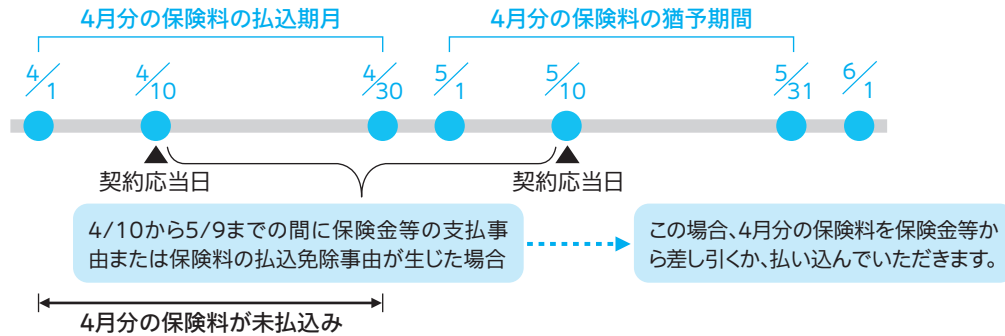 4月分の保険料の払込期月
4月分の保険料の猶予期間
4/1
4/10
4/30
5/1
5/10
5/31
6/1
契約応当日
契約応当日
4/10から5/9までの間に保険金等の支払事
由または保険料の払込免除事由が生じた場合
この場合、4月分の保険料を保険金等か
ら差し引くか、払い込んでいただきます。
4月分の保険料が未払込み